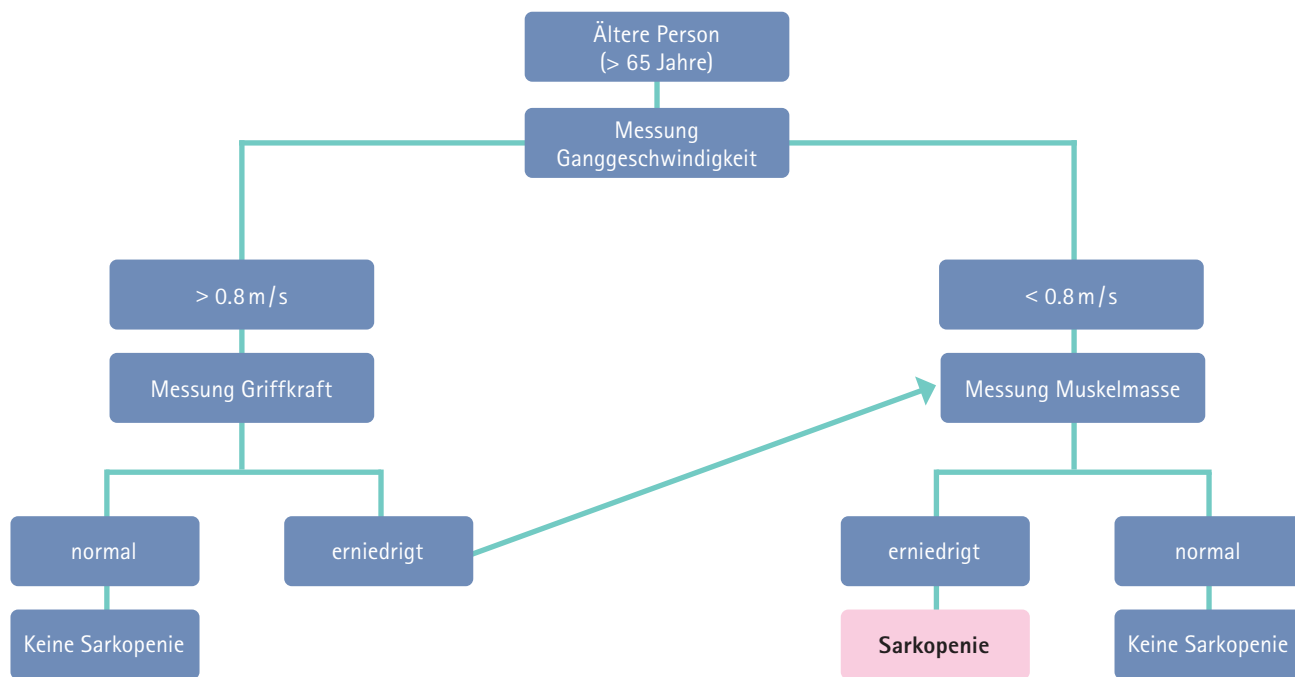 Ältere Person
(> 65 Jahre)
Messung
Ganggeschwindigkeit
> 0.8 m/s
< 0.8 m/s
Messung Griffkraft
Messung Muskelmasse
normal
erniedrigt
erniedrigt
normal
Keine Sarkopenie
Sarkopenie
Keine Sarkopenie